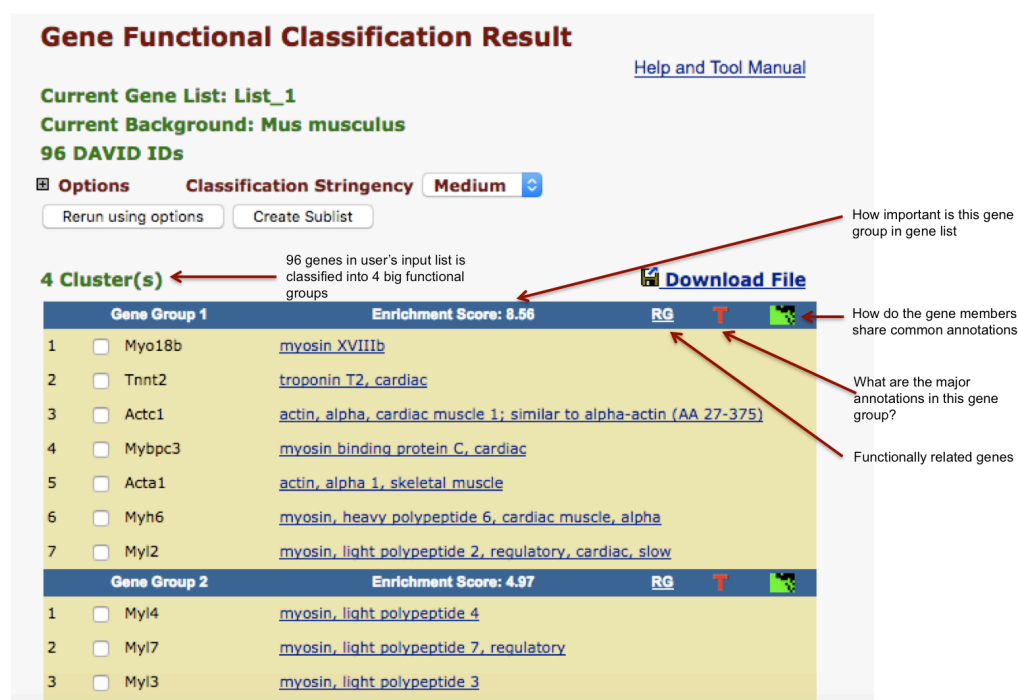 Gene Functional Classification Result
Help and Tool Manual
Current Gene List: List_1
Current Background: Mus musculus
96 DAVID IDs
Options Classification Stringency Medium
Rerun using options Create Sublist
How important is this gene
group in gene list
96 genes in user's input list is
classified into 4 big functional
groups
4 Cluster(s) Download File
Gene Group 1 Enrichment Score: 8.56 RG T
How do the gene members
share common annotations
1 Myo18b myosin XVIIIb
2 Tnnt2 troponin T2, cardiac
What are the major
annotations in this gene
group?
3 Actc1 actin, alpha, cardiac muscle 1; similar to alpha-actin (AA 27-375)
4 Mybpc3 myosin binding protein C, cardiac
Functionally related genes
5 Acta1 actin, alpha 1, skeletal muscle
6 Myh6 myosin, heavy polypeptide 6, cardiac muscle, alpha
7 Myl2 myosin, light polypeptide 2, regulatory, cardiac, slow
Gene Group 2 Enrichment Score: 4.97 RG T
1 Myl4 myosin, light polypeptide 4
2 Myl7 myosin, light polypeptide 7, regulatory
3 Myl3 myosin, light polypeptide 3